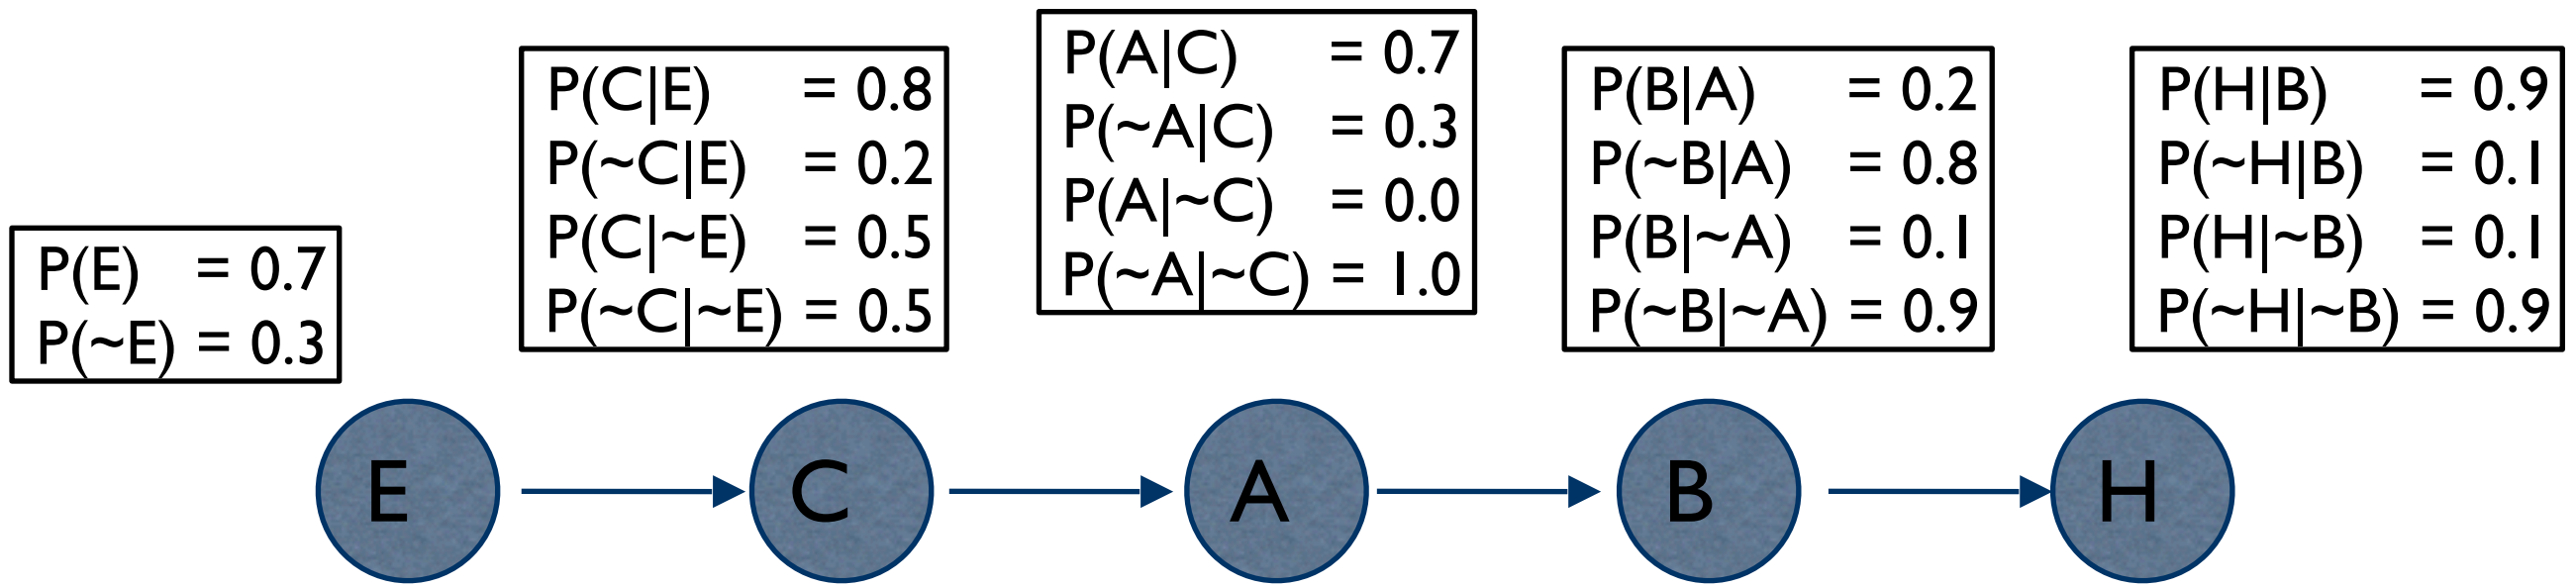 P(E) = 0.7
P(~E) = 0.3
P(C|E) = 0.8
P(~C|E) = 0.2
P(C|~E) = 0.5
P(~C|~E) = 0.5
P(A|C) = 0.7
P(~A|C) = 0.3
P(A|~C) = 0.0
P(~A|~C) = 1.0
P(B|A) = 0.2
P(~B|A) = 0.8
P(B|~A) = 0.1
P(~B|~A) = 0.9
P(H|B) = 0.9
P(~H|B) = 0.1
P(H|~B) = 0.1
P(~H|~B) = 0.9
E
C
A
B
H